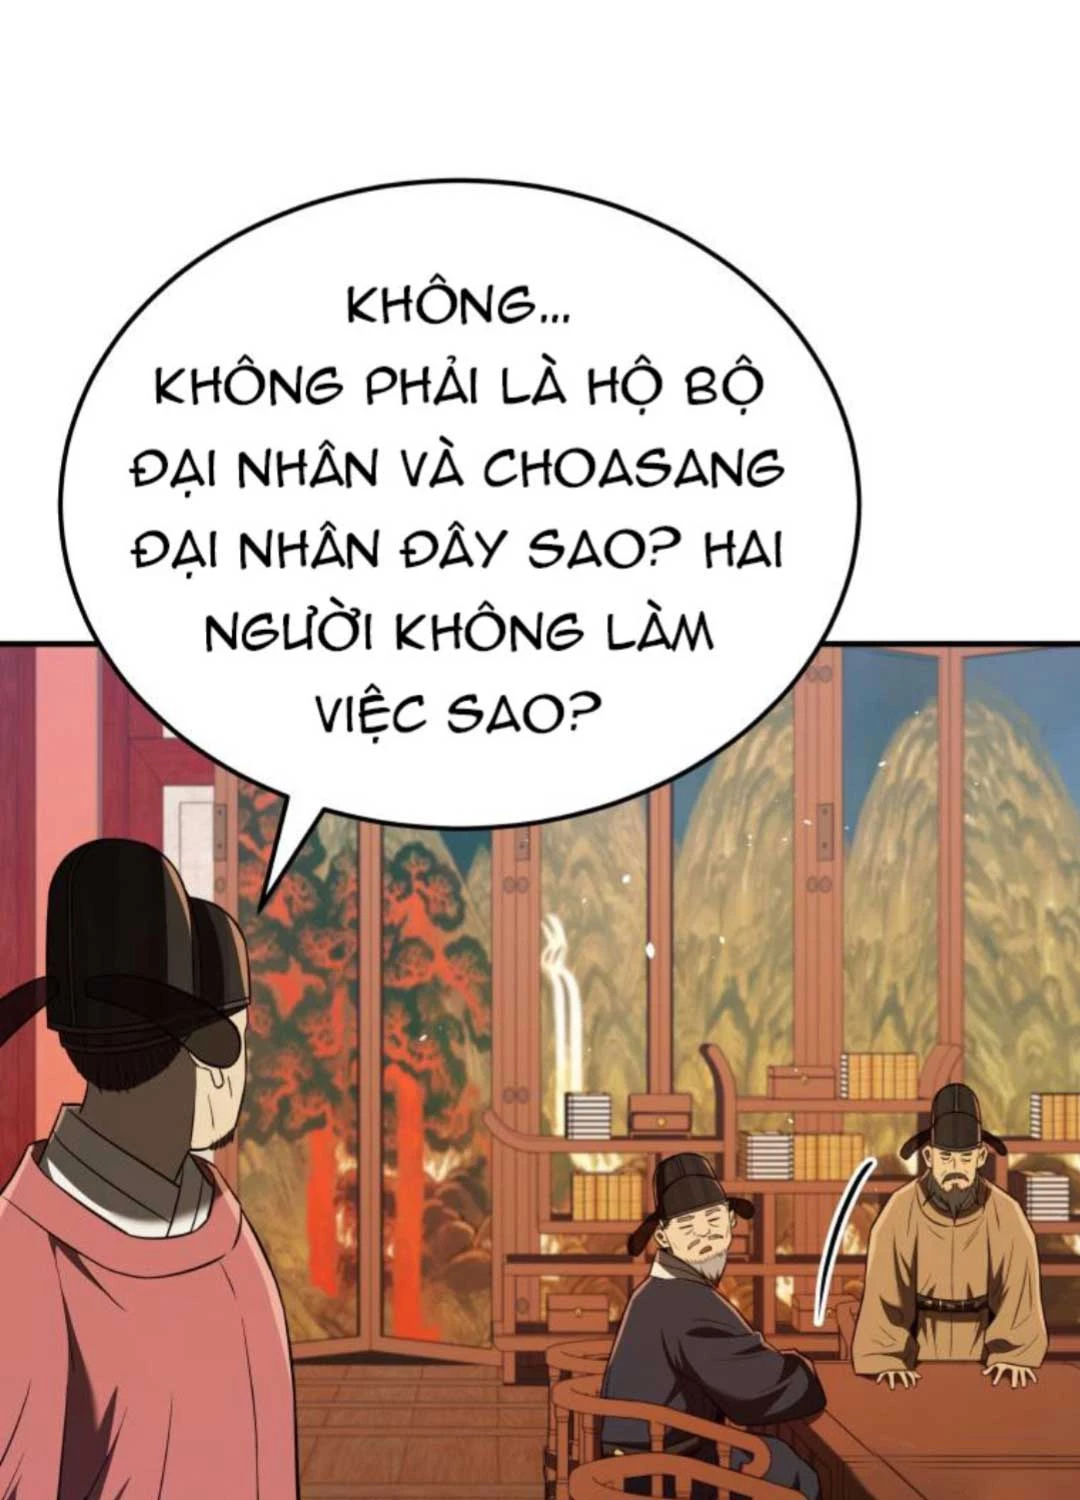 KHÔNG...
KHÔNG PHẢI LÀ HỘ BỘ
ĐẠI NHÂN VÀ CHOASANG
ĐẠI NHÂN ĐÂY SAO? HAI
NGƯỜI KHÔNG LÀM
VIỆC SAO?